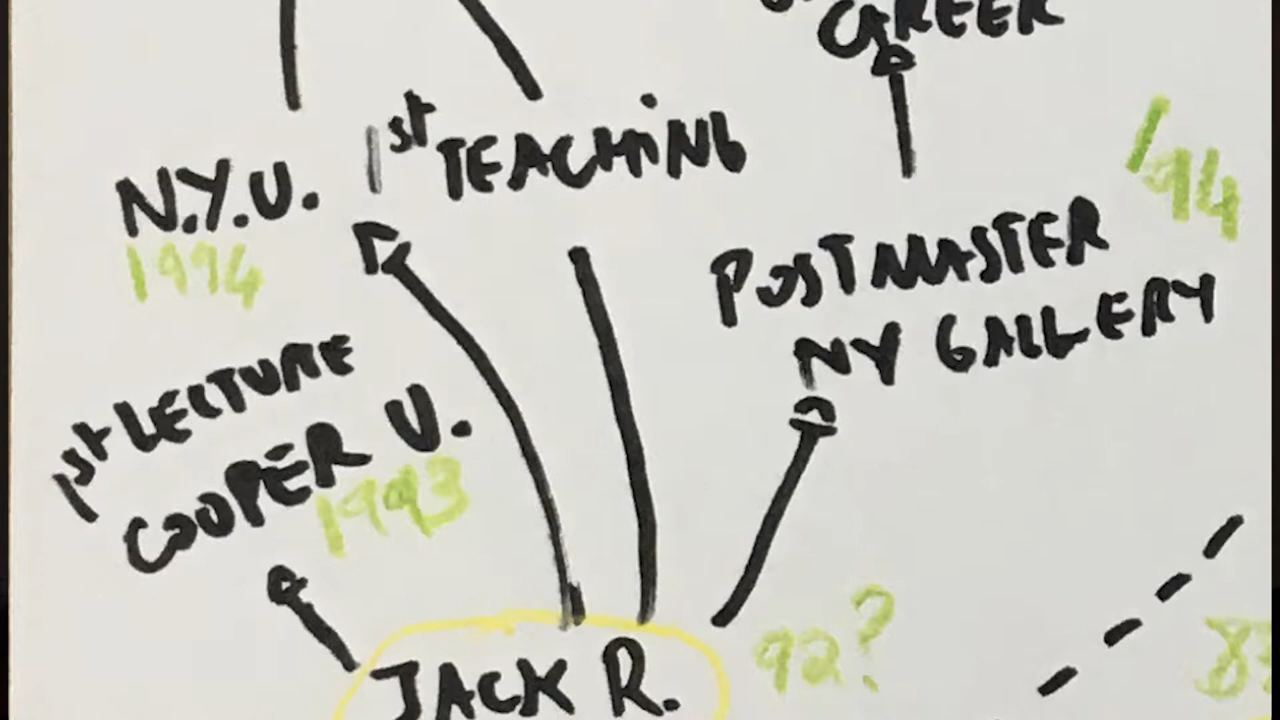 CAREER
1st TEACHING
N.Y.U.
1994
/94
POSTMASTER
NY GALLERY
1st LECTURE
COOPER U.
1993
92?
JACK R.